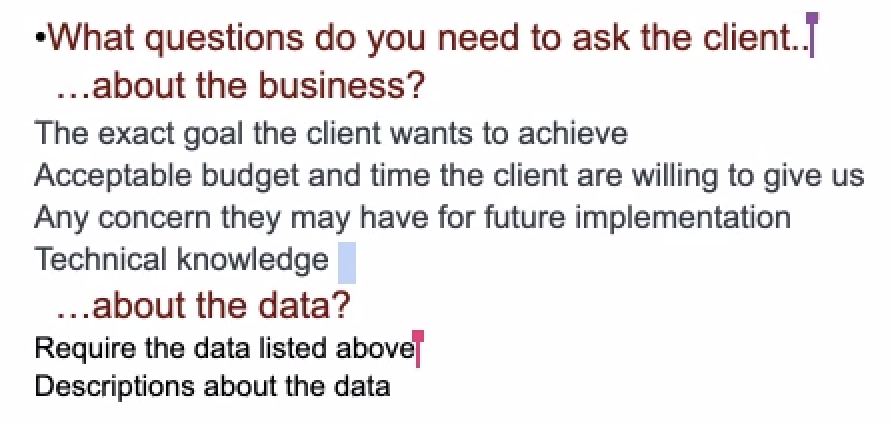 •What questions do you need to ask the client..
…about the business?
The exact goal the client wants to achieve
Acceptable budget and time the client are willing to give us
Any concern they may have for future implementation
Technical knowledge
…about the data?
Require the data listed above
Descriptions about the data